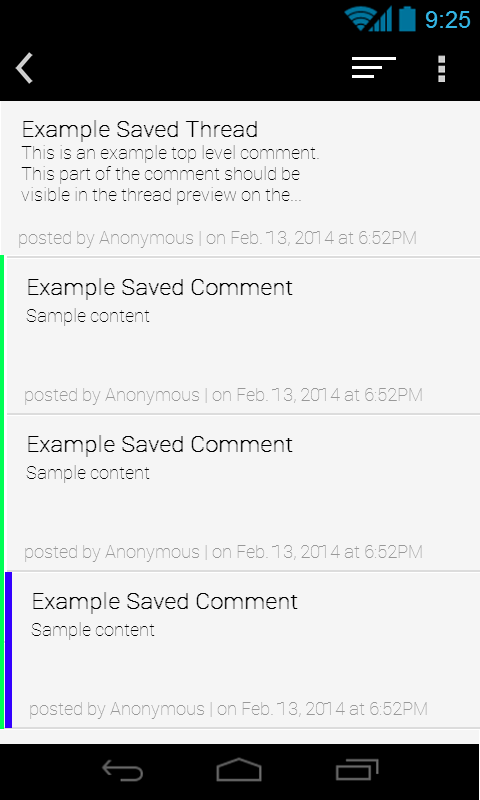 9:25
Example Saved Thread
This is an example top level comment.
This part of the comment should be
visible in the thread preview on the...
posted by Anonymous | on Feb. 13, 2014 at 6:52PM
Example Saved Comment
Sample content
posted by Anonymous | on Feb. 13, 2014 at 6:52PM
Example Saved Comment
Sample content
posted by Anonymous | on Feb. 13, 2014 at 6:52PM
Example Saved Comment
Sample content
posted by Anonymous | on Feb. 13, 2014 at 6:52PM